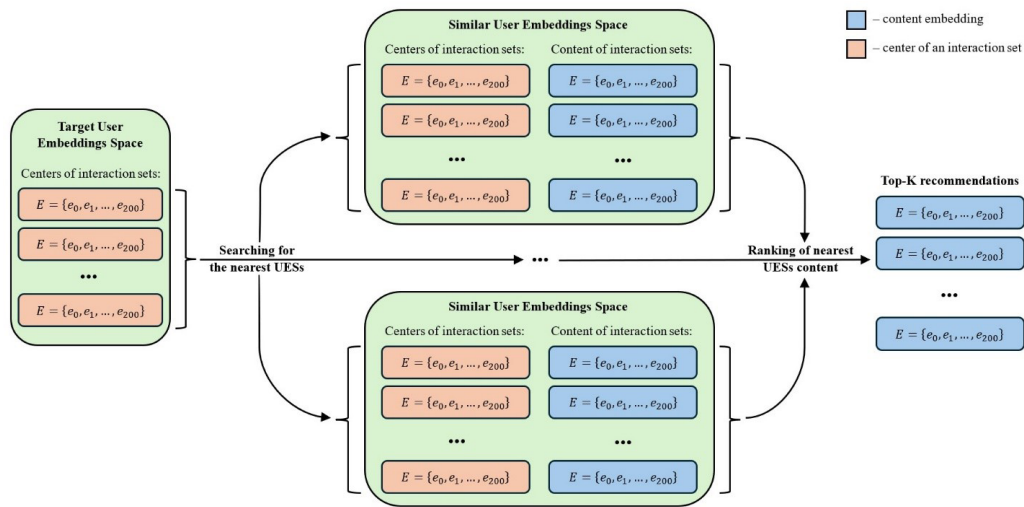 Similar User Embeddings Space
Centers of interaction sets:
Content of interaction sets:
E = {e₀, e₁, ... , e₂₀₀}
E = {e₀, e₁, ... , e₂₀₀}
E = {e₀, e₁, ... , e₂₀₀}
E = {e₀, e₁, ... , e₂₀₀}
...
...
E = {e₀, e₁, ... , e₂₀₀}
E = {e₀, e₁, ... , e₂₀₀}
– content embedding
– center of an interaction set
Target User
Embeddings Space
Centers of interaction sets:
E = {e₀, e₁, ... , e₂₀₀}
E = {e₀, e₁, ... , e₂₀₀}
...
E = {e₀, e₁, ... , e₂₀₀}
Searching for
the nearest UESs
...
Ranking of nearest
UESs content
Top-K recommendations
E = {e₀, e₁, ... , e₂₀₀}
E = {e₀, e₁, ... , e₂₀₀}
...
E = {e₀, e₁, ... , e₂₀₀}
Similar User Embeddings Space
Centers of interaction sets:
Content of interaction sets:
E = {e₀, e₁, ... , e₂₀₀}
E = {e₀, e₁, ... , e₂₀₀}
E = {e₀, e₁, ... , e₂₀₀}
E = {e₀, e₁, ... , e₂₀₀}
...
...
E = {e₀, e₁, ... , e₂₀₀}
E = {e₀, e₁, ... , e₂₀₀}